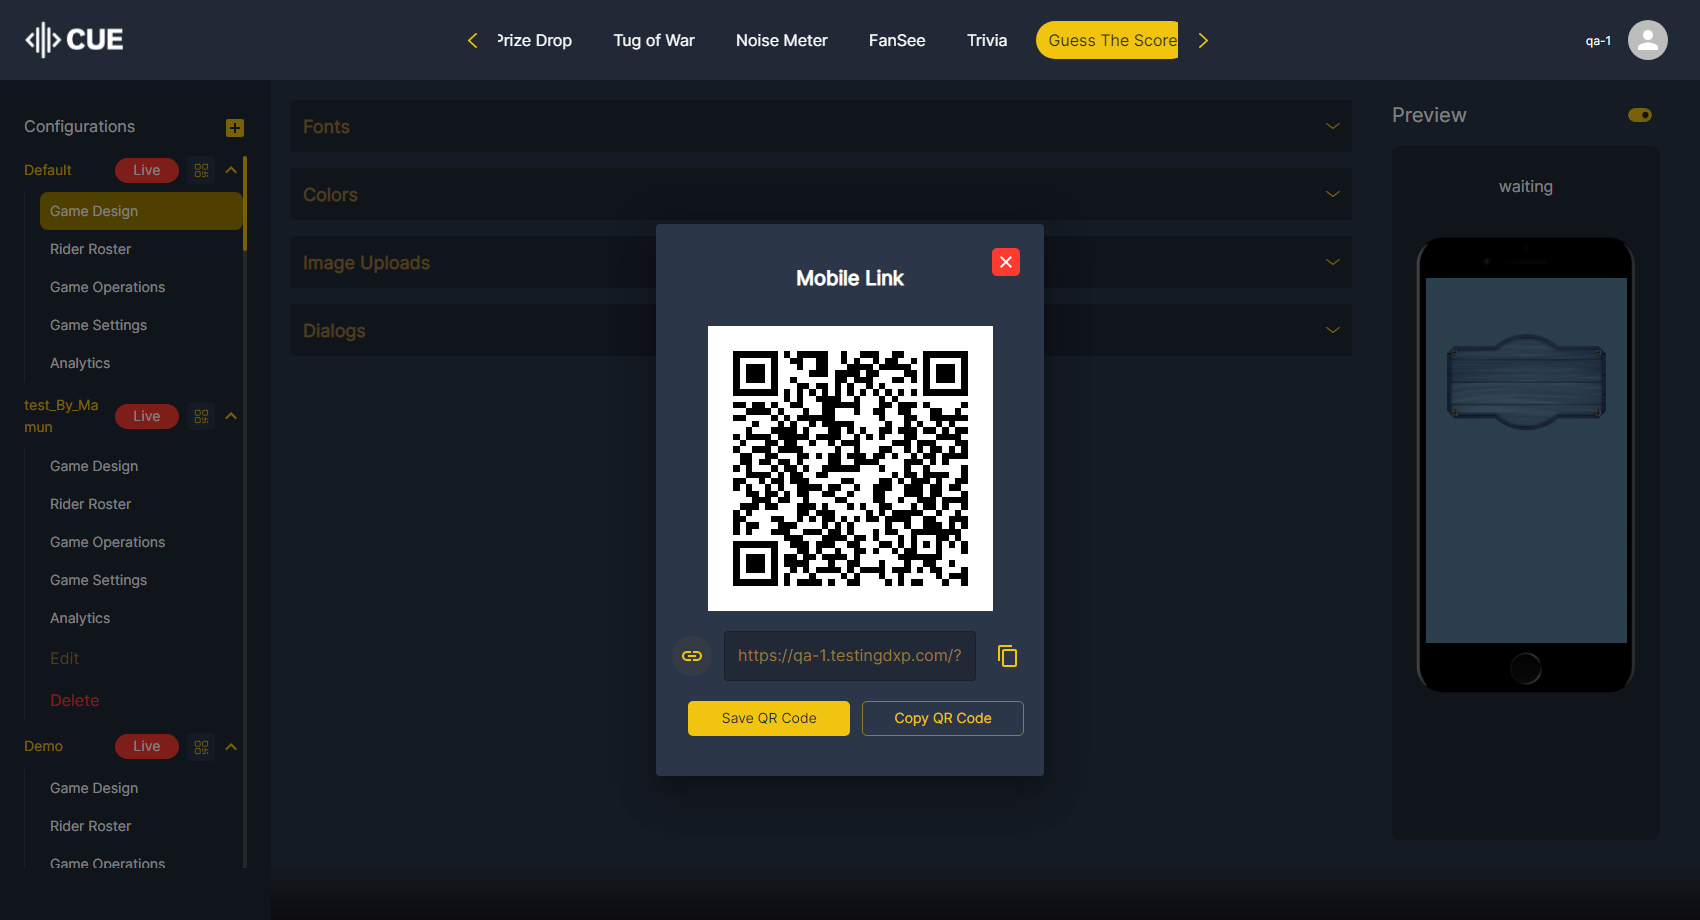 CUE
Prize Drop
Tug of War
Noise Meter
FanSee
Trivia
Guess The Score
qa-1
Configurations
Default
Live
Game Design
Rider Roster
Game Operations
Game Settings
Analytics
test_By_Ma
mun
Live
Game Design
Rider Roster
Game Operations
Game Settings
Analytics
Edit
Delete
Demo
Live
Game Design
Rider Roster
Game Operations
Fonts
Colors
Image Uploads
Dialogs
Mobile Link
https://qa-1.testingdxp.com/?
Save QR Code
Copy QR Code
Preview
waiting